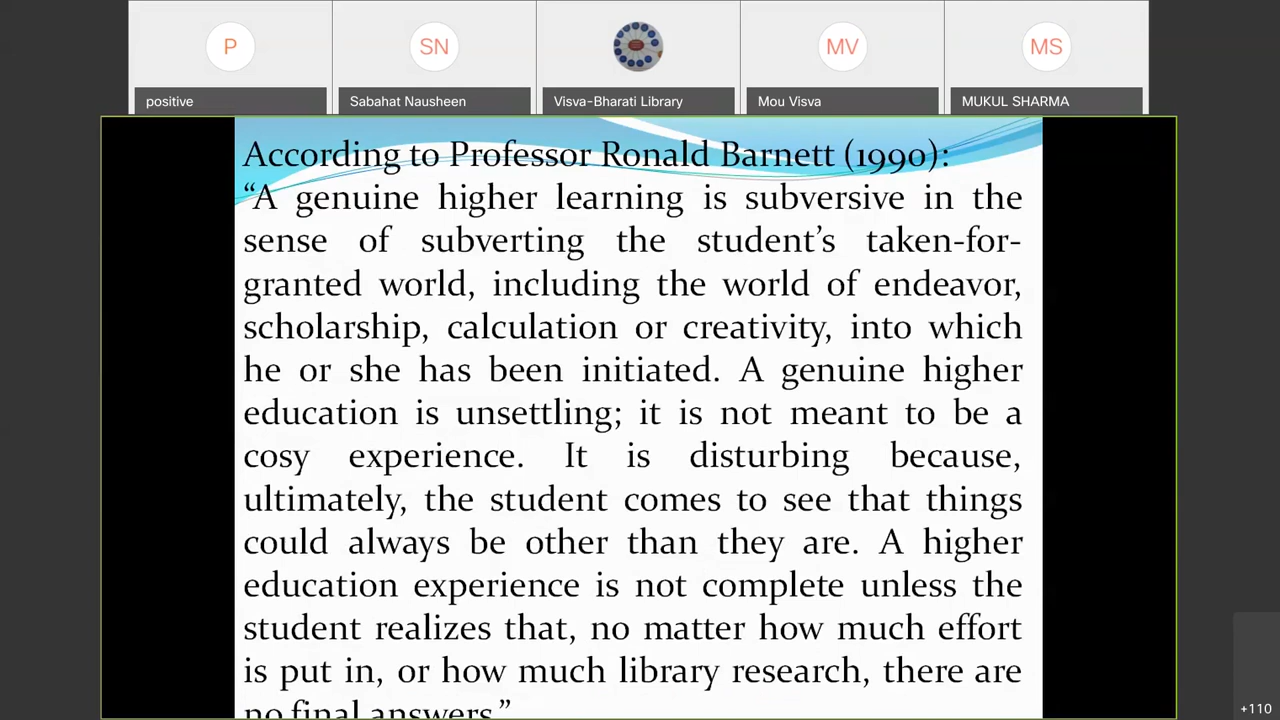 P
SN
MV
MS
positive
Sabahat Nausheen
Visva-Bharati Library
Mou Visva
MUKUL SHARMA
According to Professor Ronald Barnett (1990):
“A genuine higher learning is subversive in the
sense of subverting the student’s taken-for-
granted world, including the world of endeavor,
scholarship, calculation or creativity, into which
he or she has been initiated. A genuine higher
education is unsettling; it is not meant to be a
cosy experience. It is disturbing because,
ultimately, the student comes to see that things
could always be other than they are. A higher
education experience is not complete unless the
student realizes that, no matter how much effort
is put in, or how much library research, there are
no final answers.”
+110